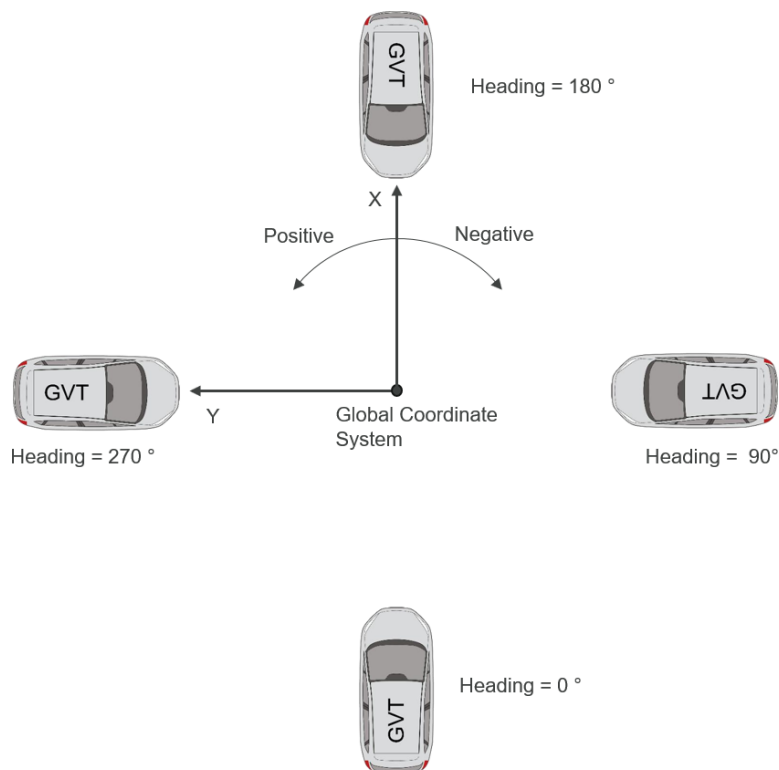 GVT
Heading = 180 °
X
Positive
Negative
GVT
Y
Global Coordinate
System
GVT
Heading = 270 °
Heading =  90°
Heading = 0 °
GVT